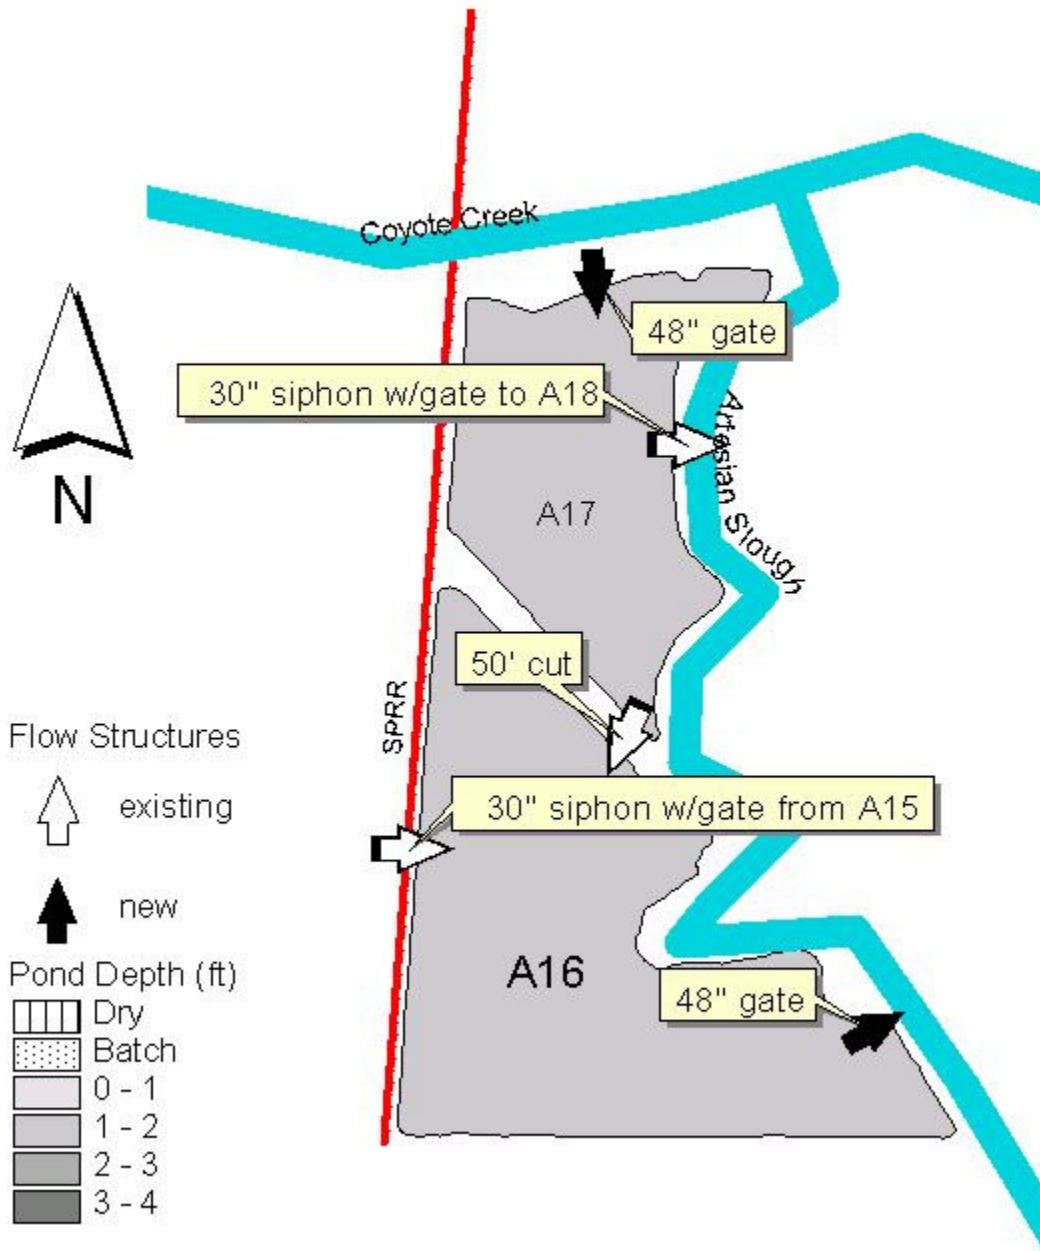 Coyote Creek
48" gate
30" siphon w/gate to A18
Artesian Slough
N
A17
50' cut
SPRR
Flow Structures
existing
30" siphon w/gate from A15
new
A16
Pond Depth (ft)
48" gate
Dry
Batch
0 - 1
1 - 2
2 - 3
3 - 4